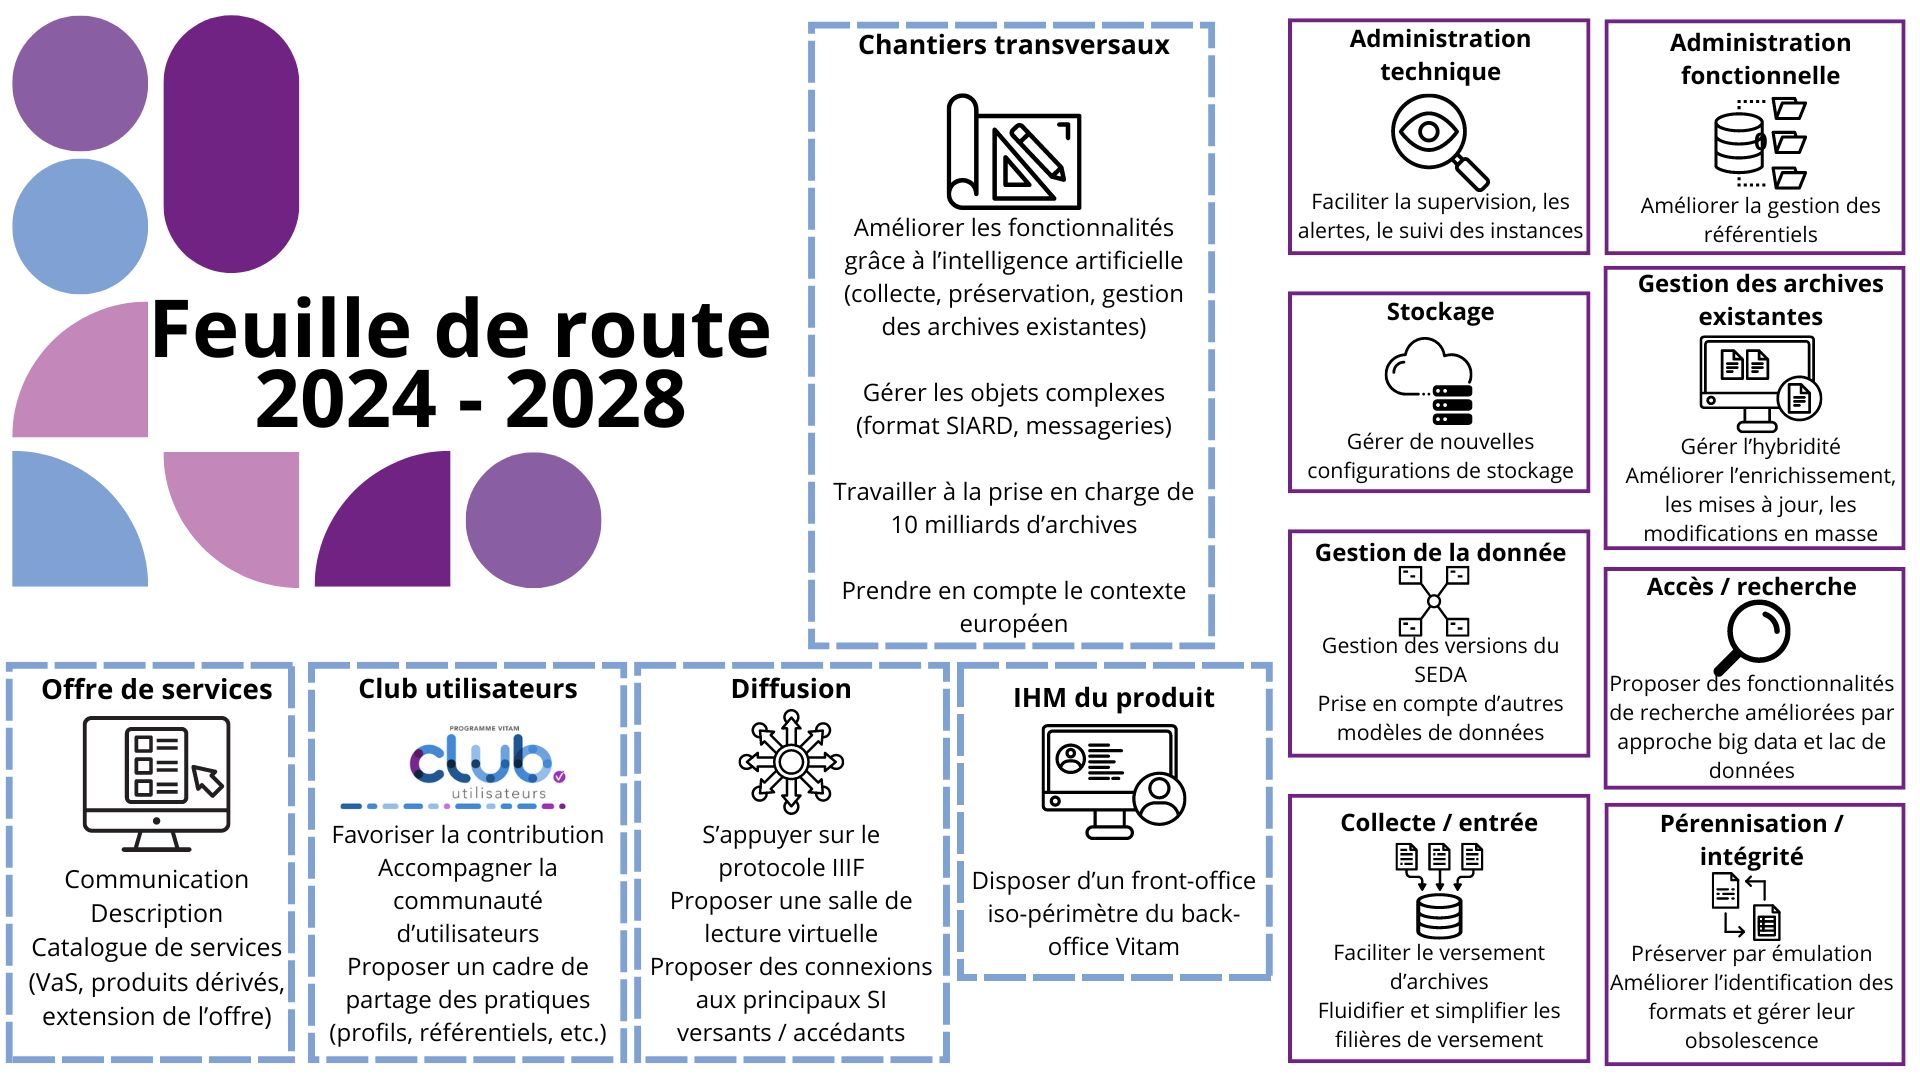 Feuille de route
2024 - 2028
Chantiers transversaux
Améliorer les fonctionnalités
grâce à l’intelligence artificielle
(collecte, préservation, gestion
des archives existantes)
Gérer les objets complexes
(format SIARD, messageries)
Travailler à la prise en charge de
10 milliards d’archives
Prendre en compte le contexte
européen
Offre de services
Communication
Description
Catalogue de services
(VaS, produits dérivés,
extension de l’offre)
Club utilisateurs
PROGRAMME VITAM
club
utilisateurs
Favoriser la contribution
Accompagner la
communauté
d’utilisateurs
Proposer un cadre de
partage des pratiques
(profils, référentiels, etc.)
Diffusion
S’appuyer sur le
protocole IIIF
Proposer une salle de
lecture virtuelle
Proposer des connexions
aux principaux SI
versants / accédants
IHM du produit
Disposer d’un front-office
iso-périmètre du back-
office Vitam
Administration
technique
Faciliter la supervision, les
alertes, le suivi des instances
Stockage
Gérer de nouvelles
configurations de stockage
Gestion de la donnée
Gestion des versions du
SEDA
Prise en compte d’autres
modèles de données
Collecte / entrée
Faciliter le versement
d’archives
Fluidifier et simplifier les
filières de versement
Administration
fonctionnelle
Améliorer la gestion des
référentiels
Gestion des archives
existantes
Gérer l’hybridité
Améliorer l’enrichissement,
les mises à jour, les
modifications en masse
Accès / recherche
Proposer des fonctionnalités
de recherche améliorées par
approche big data et lac de
données
Pérennisation /
intégrité
Préserver par émulation
Améliorer l’identification des
formats et gérer leur
obsolescence